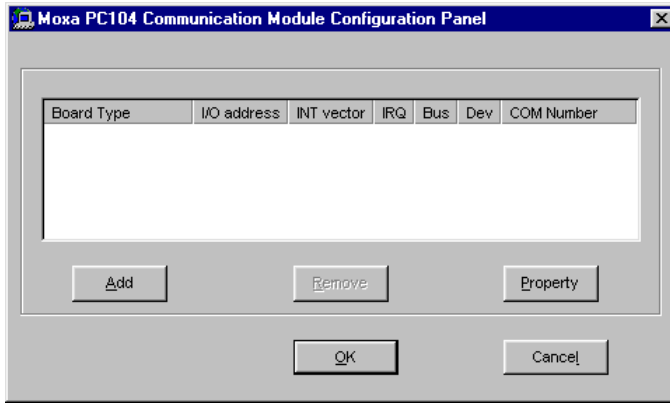 Moxa PC104 Communication Module Configuration Panel
Board Type I/O address INT vector IRQ Bus Dev COM Number
Add Remove Property
OK Cancel